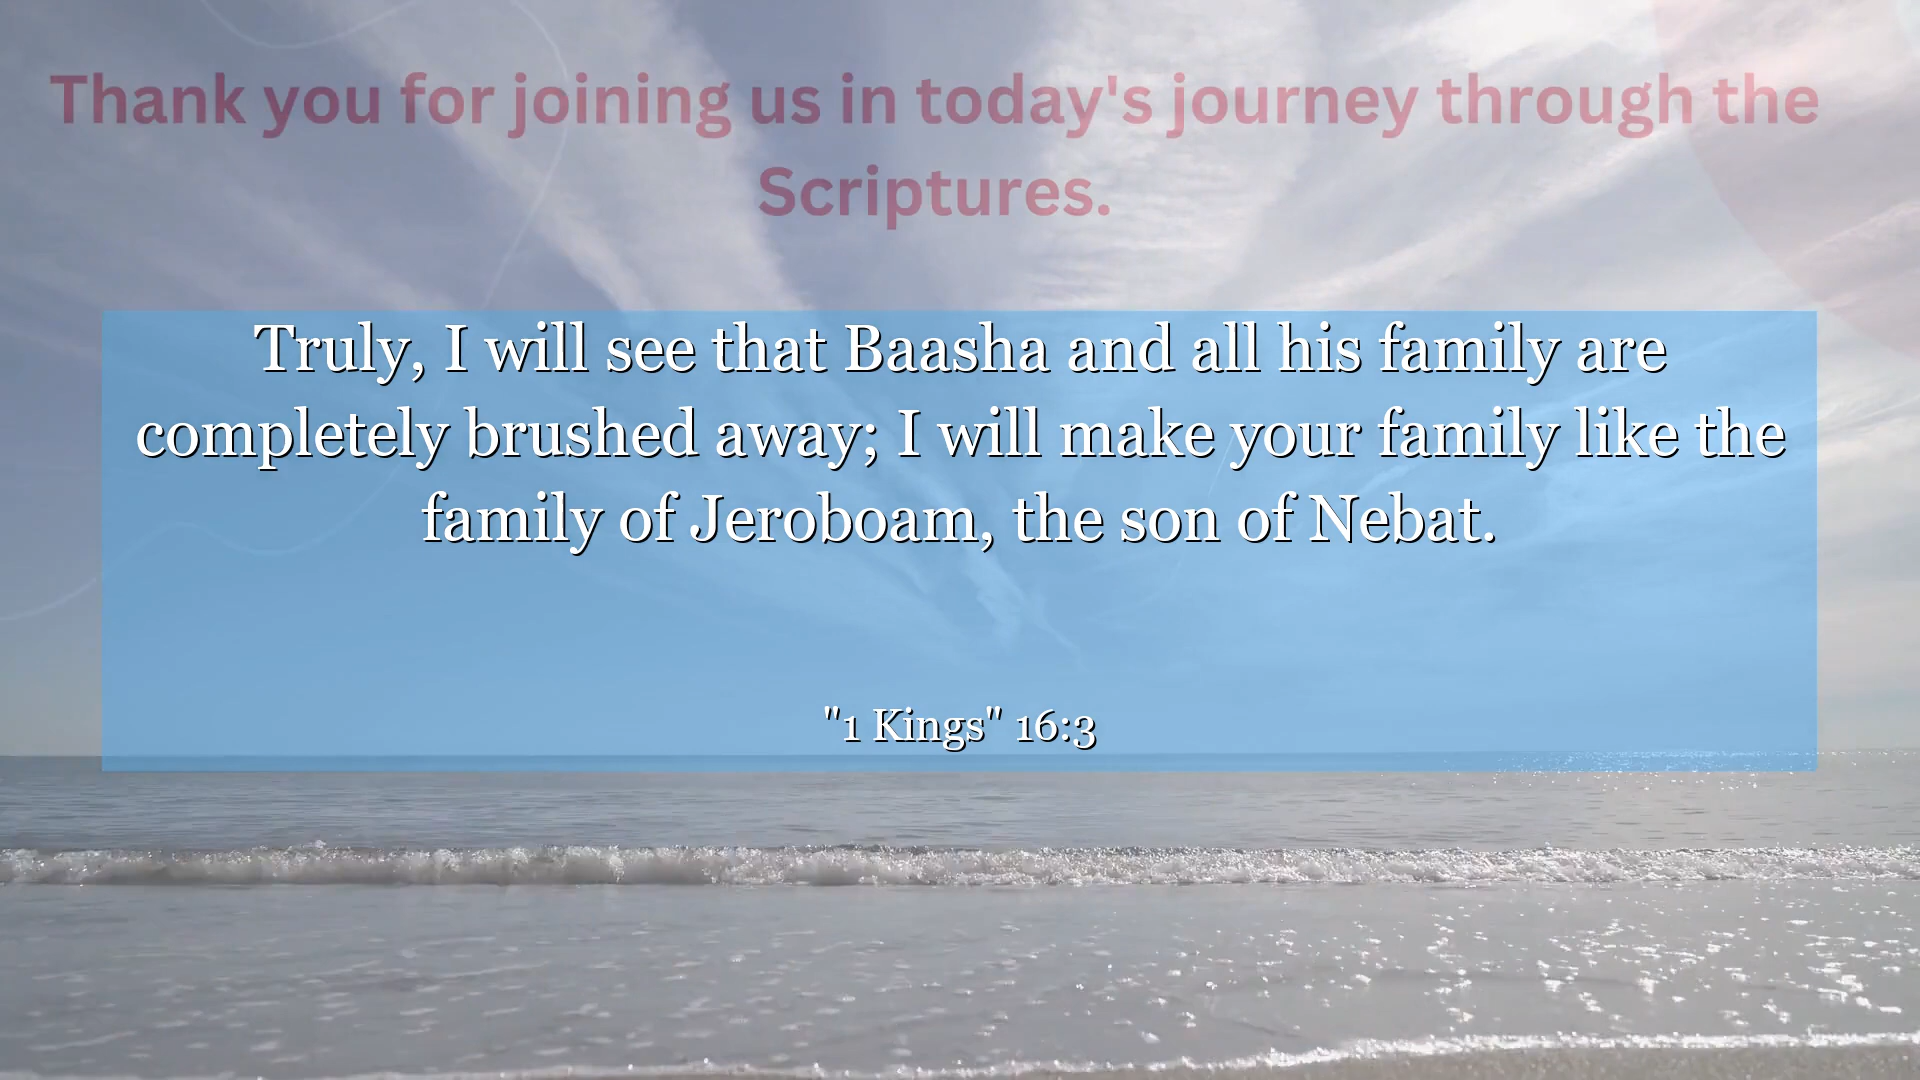 Thank you for joining us in today's journey through the
Scriptures.
Truly, I will see that Baasha and all his family are
completely brushed away; I will make your family like the
family of Jeroboam, the son of Nebat.
"1 Kings" 16:3